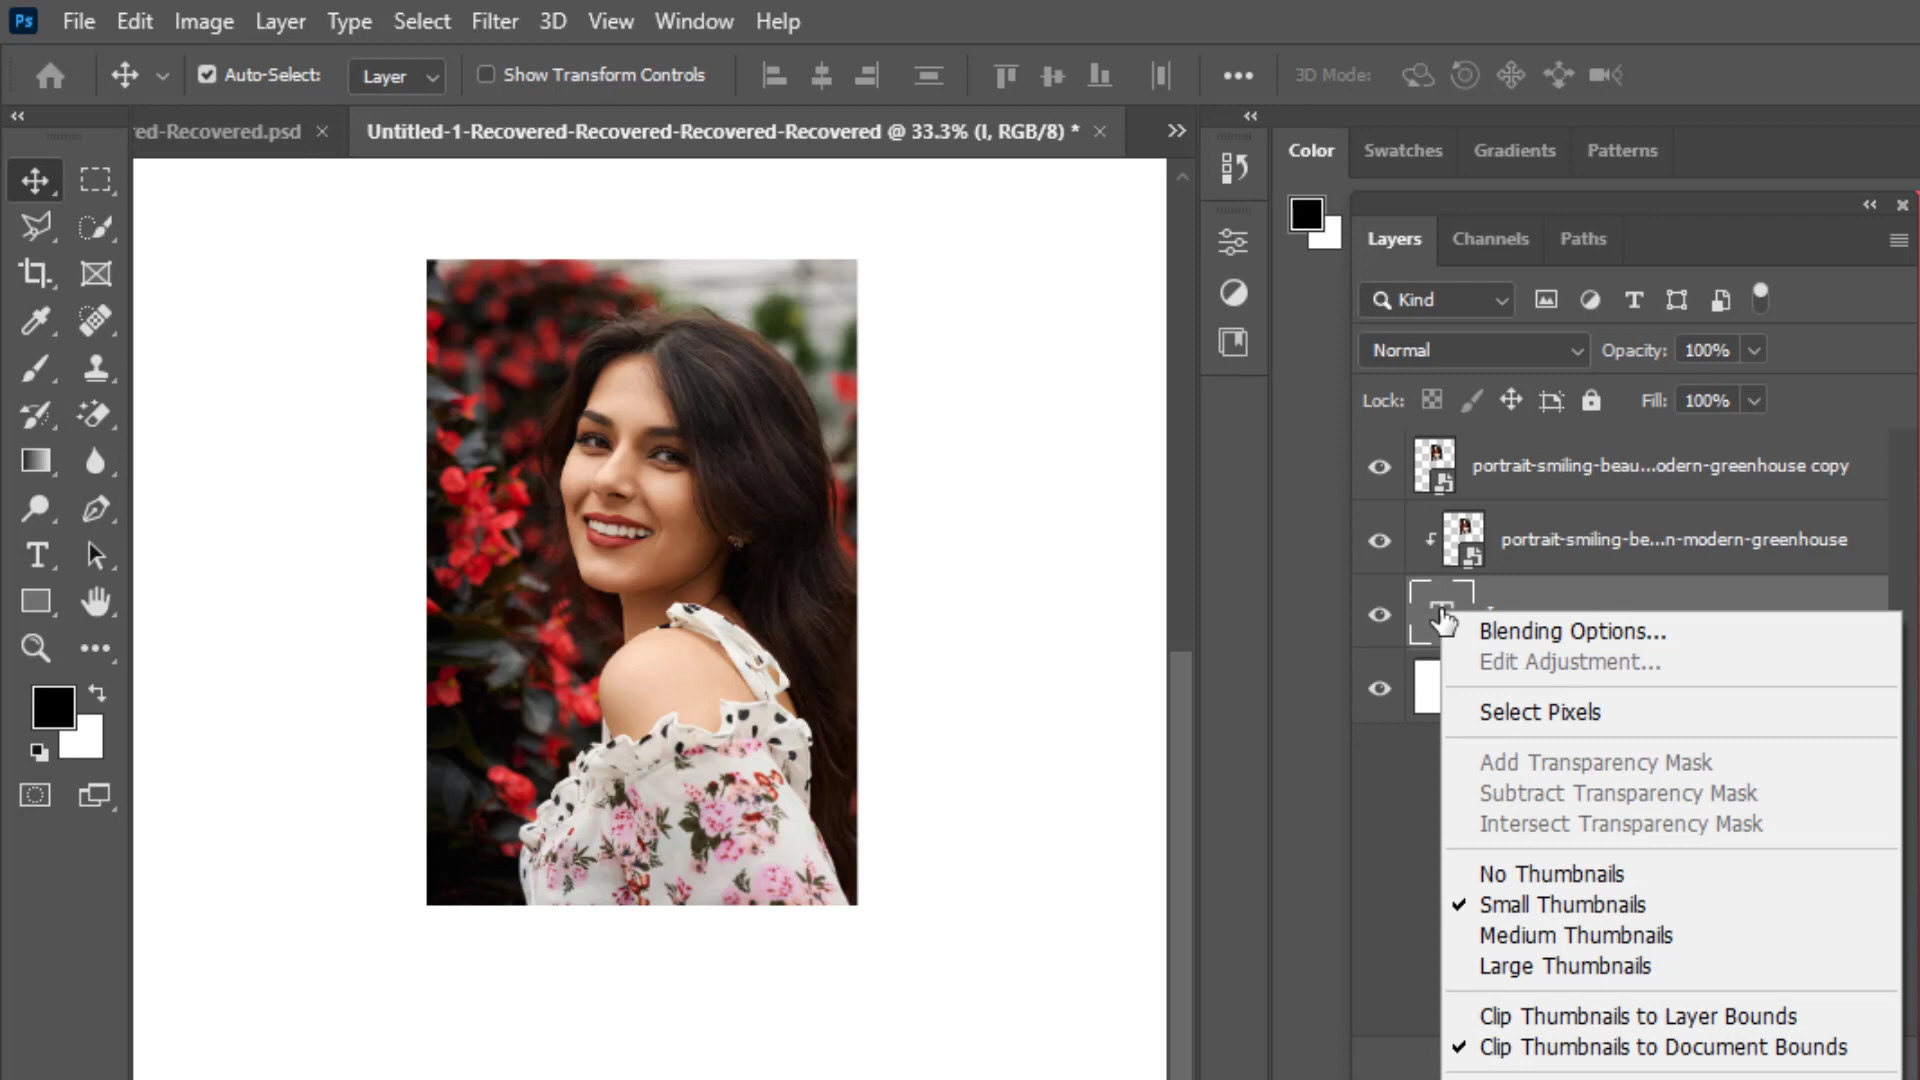 Ps File Edit Image Layer Type Select Filter 3D View Window Help
Auto-Select: Layer Show Transform Controls 3D Mode:
ed-Recovered.psd Untitled-1-Recovered-Recovered-Recovered-Recovered @ 33.3% (I, RGB/8) *
Color Swatches Gradients Patterns
Layers Channels Paths
Kind
Normal Opacity: 100%
Lock: Fill: 100%
portrait-smiling-beau...odern-greenhouse copy
portrait-smiling-be...n-modern-greenhouse
Blending Options...
Edit Adjustment...
Select Pixels
Add Transparency Mask
Subtract Transparency Mask
Intersect Transparency Mask
No Thumbnails
Small Thumbnails
Medium Thumbnails
Large Thumbnails
Clip Thumbnails to Layer Bounds
Clip Thumbnails to Document Bounds